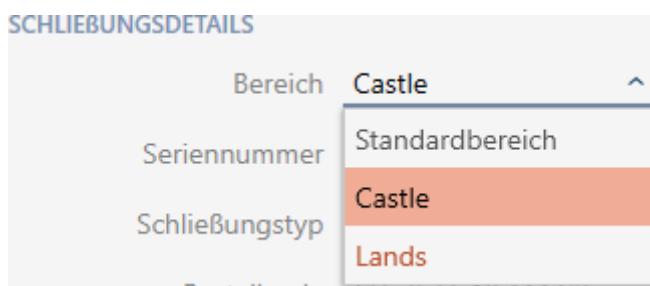 SCHLIEßUNGSDETAILS
Bereich Castle
Standardbereich
Seriennummer
Castle
Schließungstyp
Lands